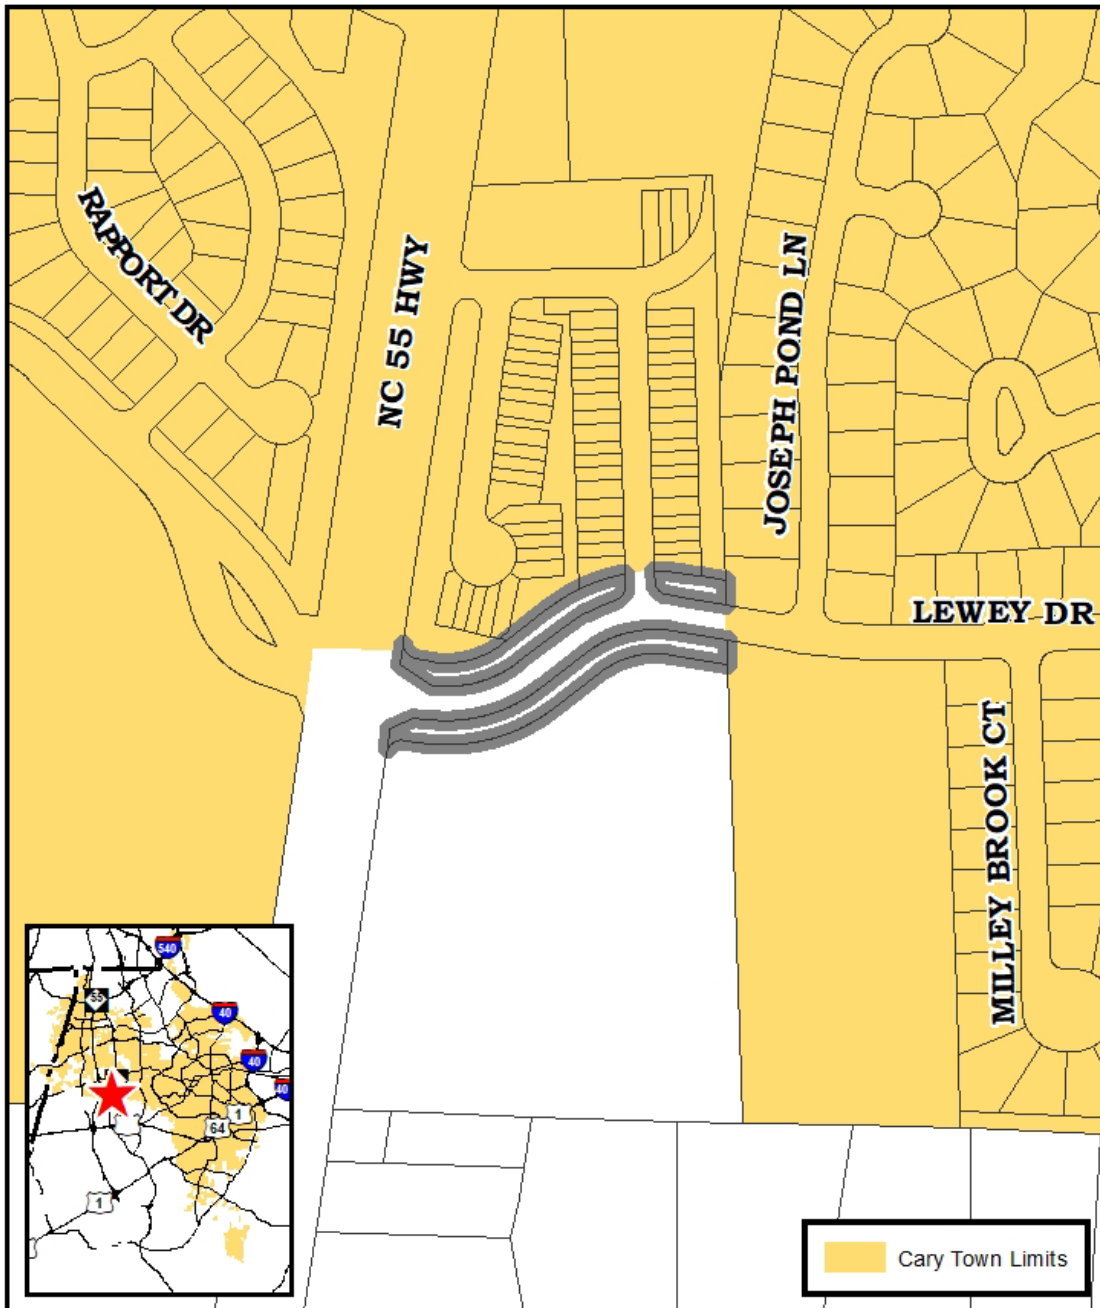 RAPPORT DR
NC 55 HWY
JOSEPH POND LN
LEWEY DR
MILLEY BROOK CT
540
55
40
40
40
1
64
1
Cary Town Limits